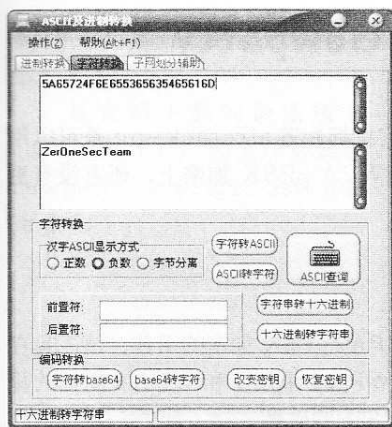 ASCII及进制转换
操作(Z) 帮助(Alt+F1)
进制转换 字符转换 子网划分辅助
5A65724F6E655365635465616D
ZerOneSecTeam
字符转换
汉字ASCII显示方式
正数 负数 字节分离
字符转ASCII
ASCII转字符
ASCII查询
前置符:
后置符:
字符串转十六进制
十六进制转字符串
编码转换
字符转base64 base64转字符 改变密钥 恢复密钥
十六进制转字符串